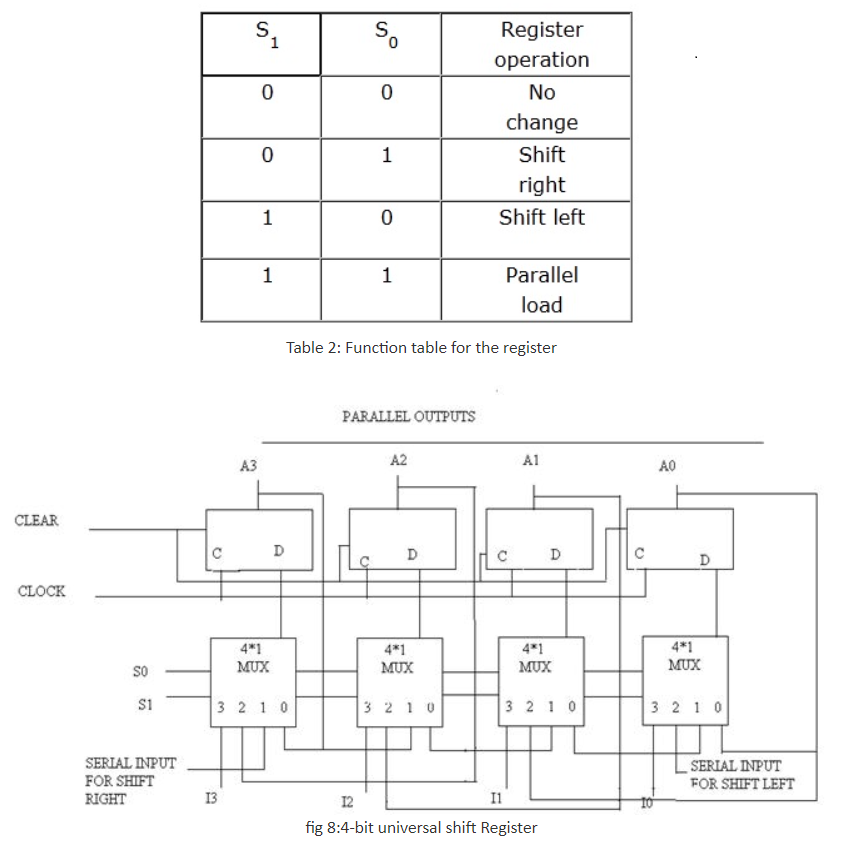 S1 S0 Register
operation
0 0 No
change
0 1 Shift
right
1 0 Shift left
1 1 Parallel
load
Table 2: Function table for the register
PARALLEL OUTPUTS
A3 A2 A1 A0
CLEAR
C D C D C D C D
CLOCK
4*1 4*1 4*1 4*1
MUX MUX MUX MUX
S0
S1
3 2 1 0 3 2 1 0 3 2 1 0 3 2 1 0
SERIAL INPUT
FOR SHIFT
RIGHT
SERIAL INPUT
FOR SHIFT LEFT
I3 I2 I1 I0
fig 8:4-bit universal shift Register